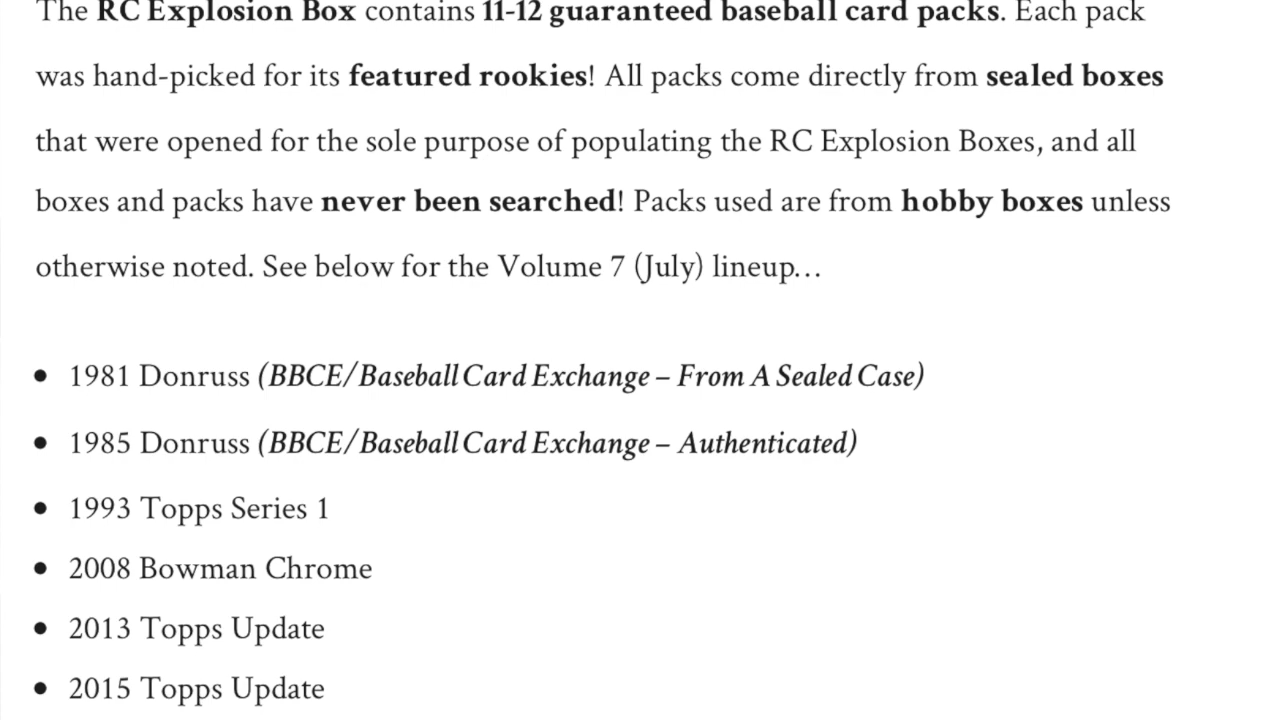 The RC Explosion Box contains 11-12 guaranteed baseball card packs. Each pack
was hand-picked for its featured rookies! All packs come directly from sealed boxes
that were opened for the sole purpose of populating the RC Explosion Boxes, and all
boxes and packs have never been searched! Packs used are from hobby boxes unless
otherwise noted. See below for the Volume 7 (July) lineup…
• 1981 Donruss (BBCE/Baseball Card Exchange – From A Sealed Case)
• 1985 Donruss (BBCE/Baseball Card Exchange – Authenticated)
• 1993 Topps Series 1
• 2008 Bowman Chrome
• 2013 Topps Update
• 2015 Topps Update